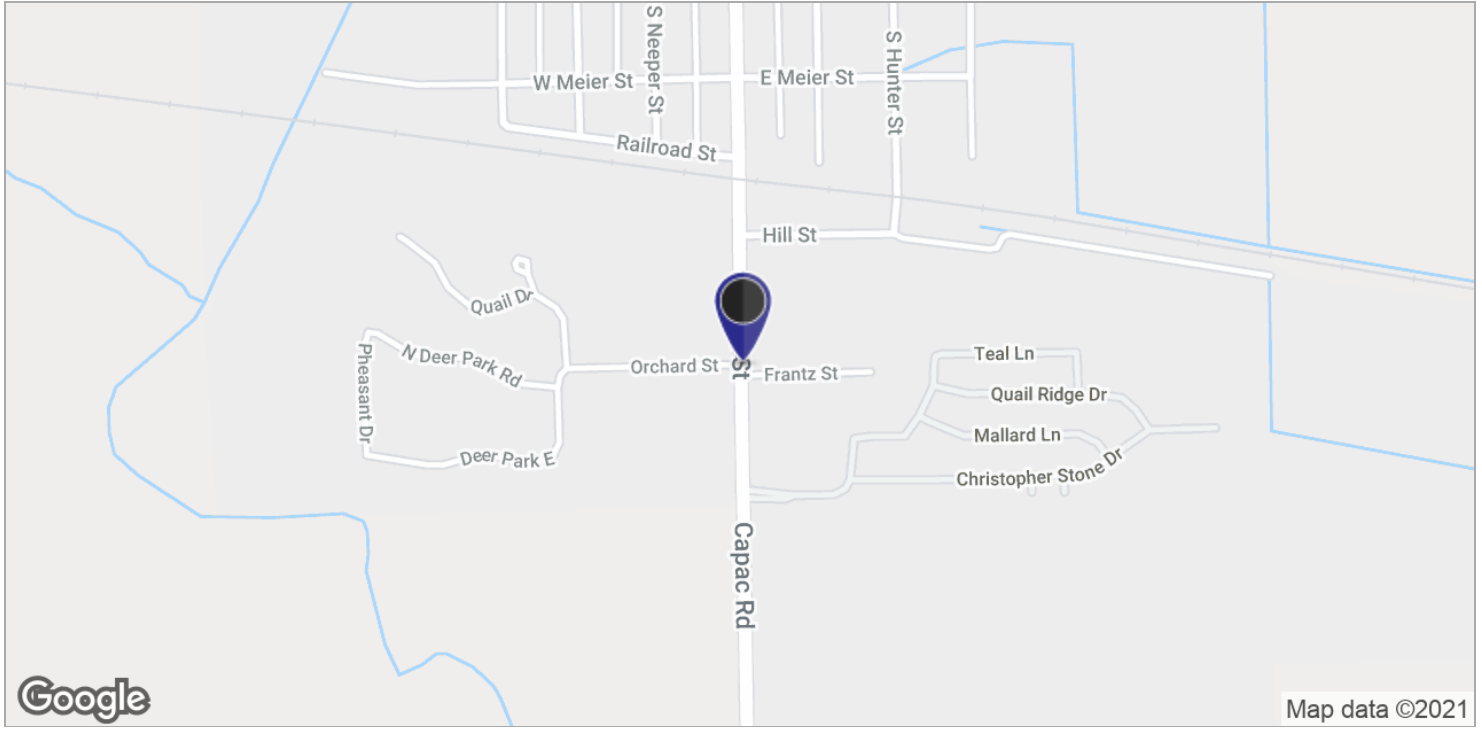 S Neeper St
S Hunter St
W Meier St
E Meier St
Railroad St
Hill St
Quail Dr
N Deer Park Rd
Pheasant Dr
Deer Park E
Orchard St
St
Frantz St
Teal Ln
Quail Ridge Dr
Mallard Ln
Christopher Stone Dr
Capac Rd
Google
Map data ©2021